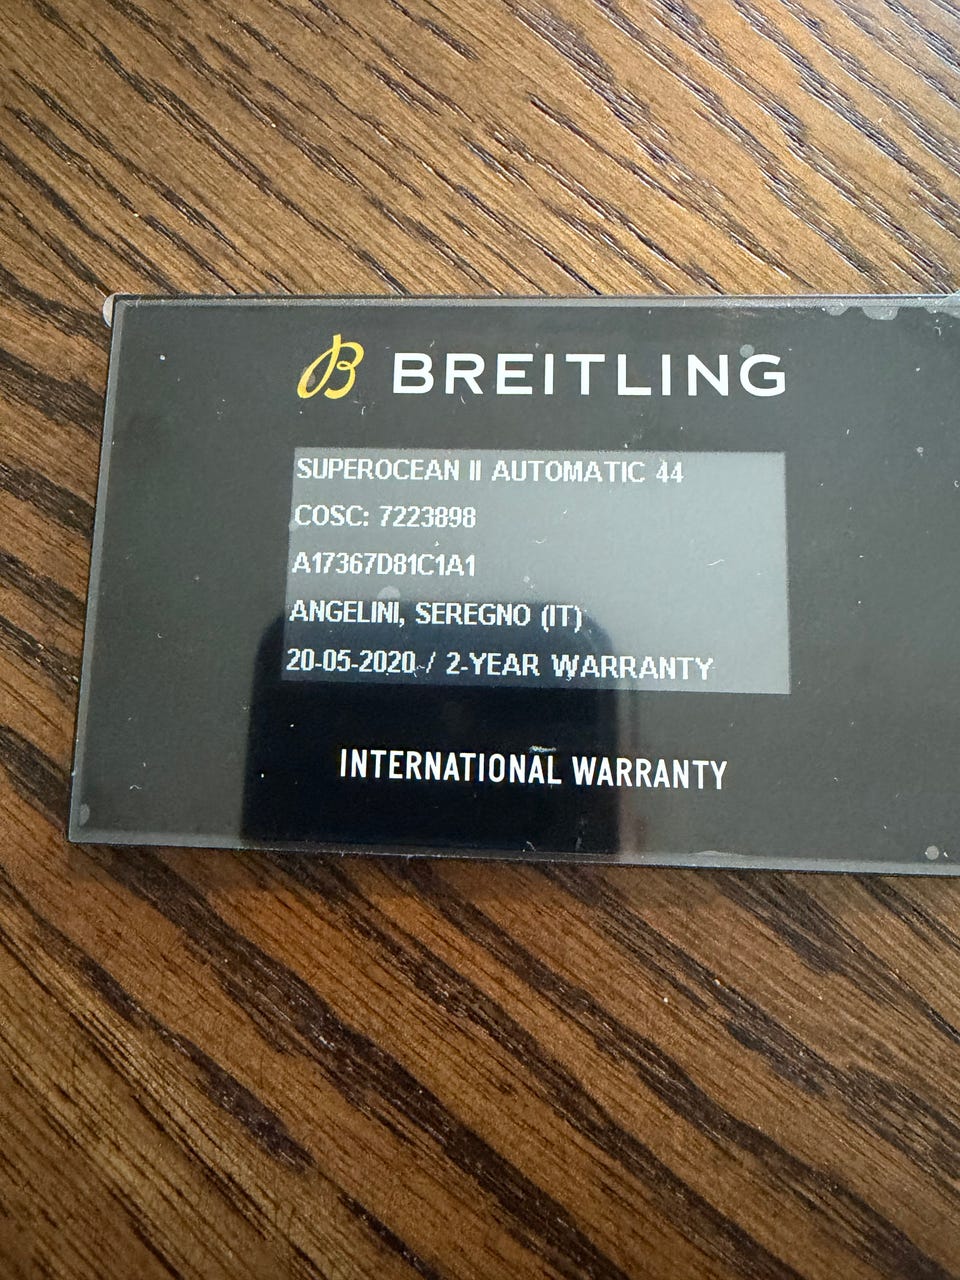 BREITLING
SUPEROCEAN II AUTOMATIC 44
COSC: 7223898
A17367D81C1A1
ANGELINI, SEREGNO (IT)
20-05-2020 / 2-YEAR WARRANTY
INTERNATIONAL WARRANTY